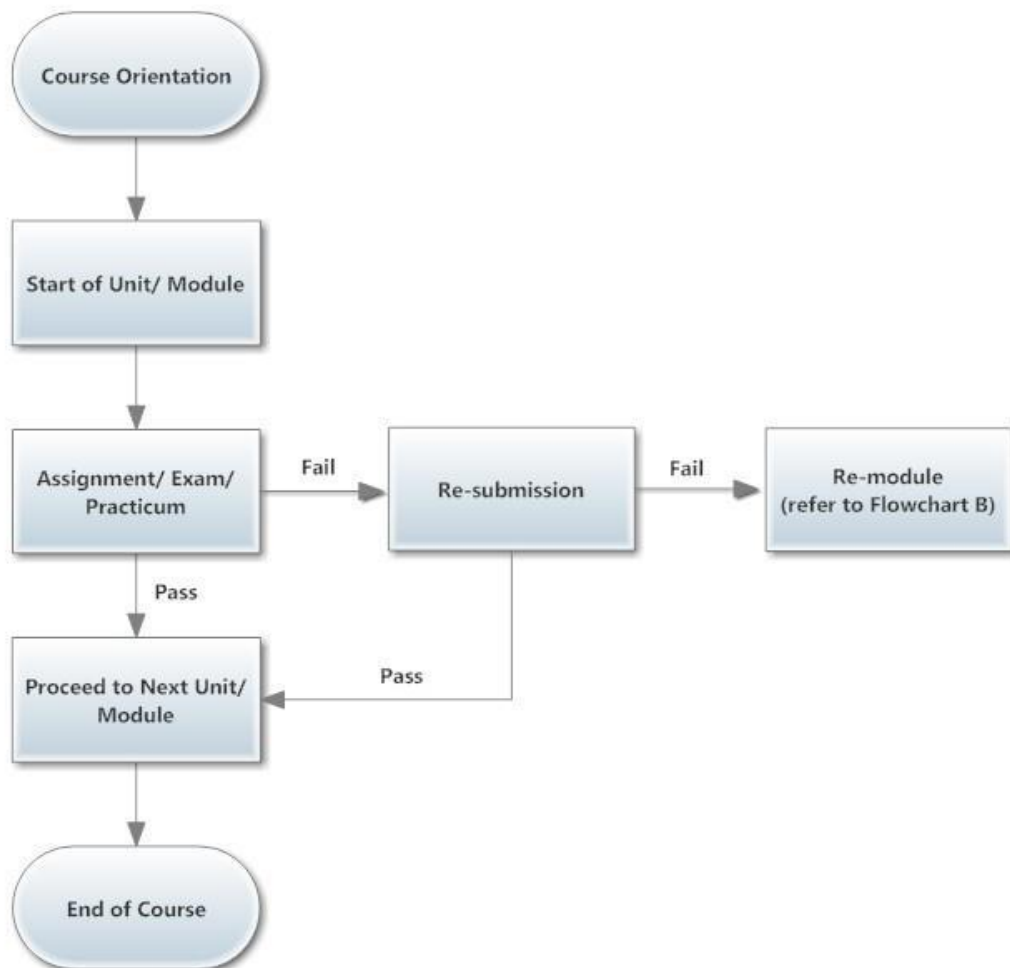 Course Orientation
Start of Unit/ Module
Assignment/ Exam/
Practicum
Fail
Re-submission
Fail
Re-module
(refer to Flowchart B)
Pass
Proceed to Next Unit/
Module
Pass
End of Course